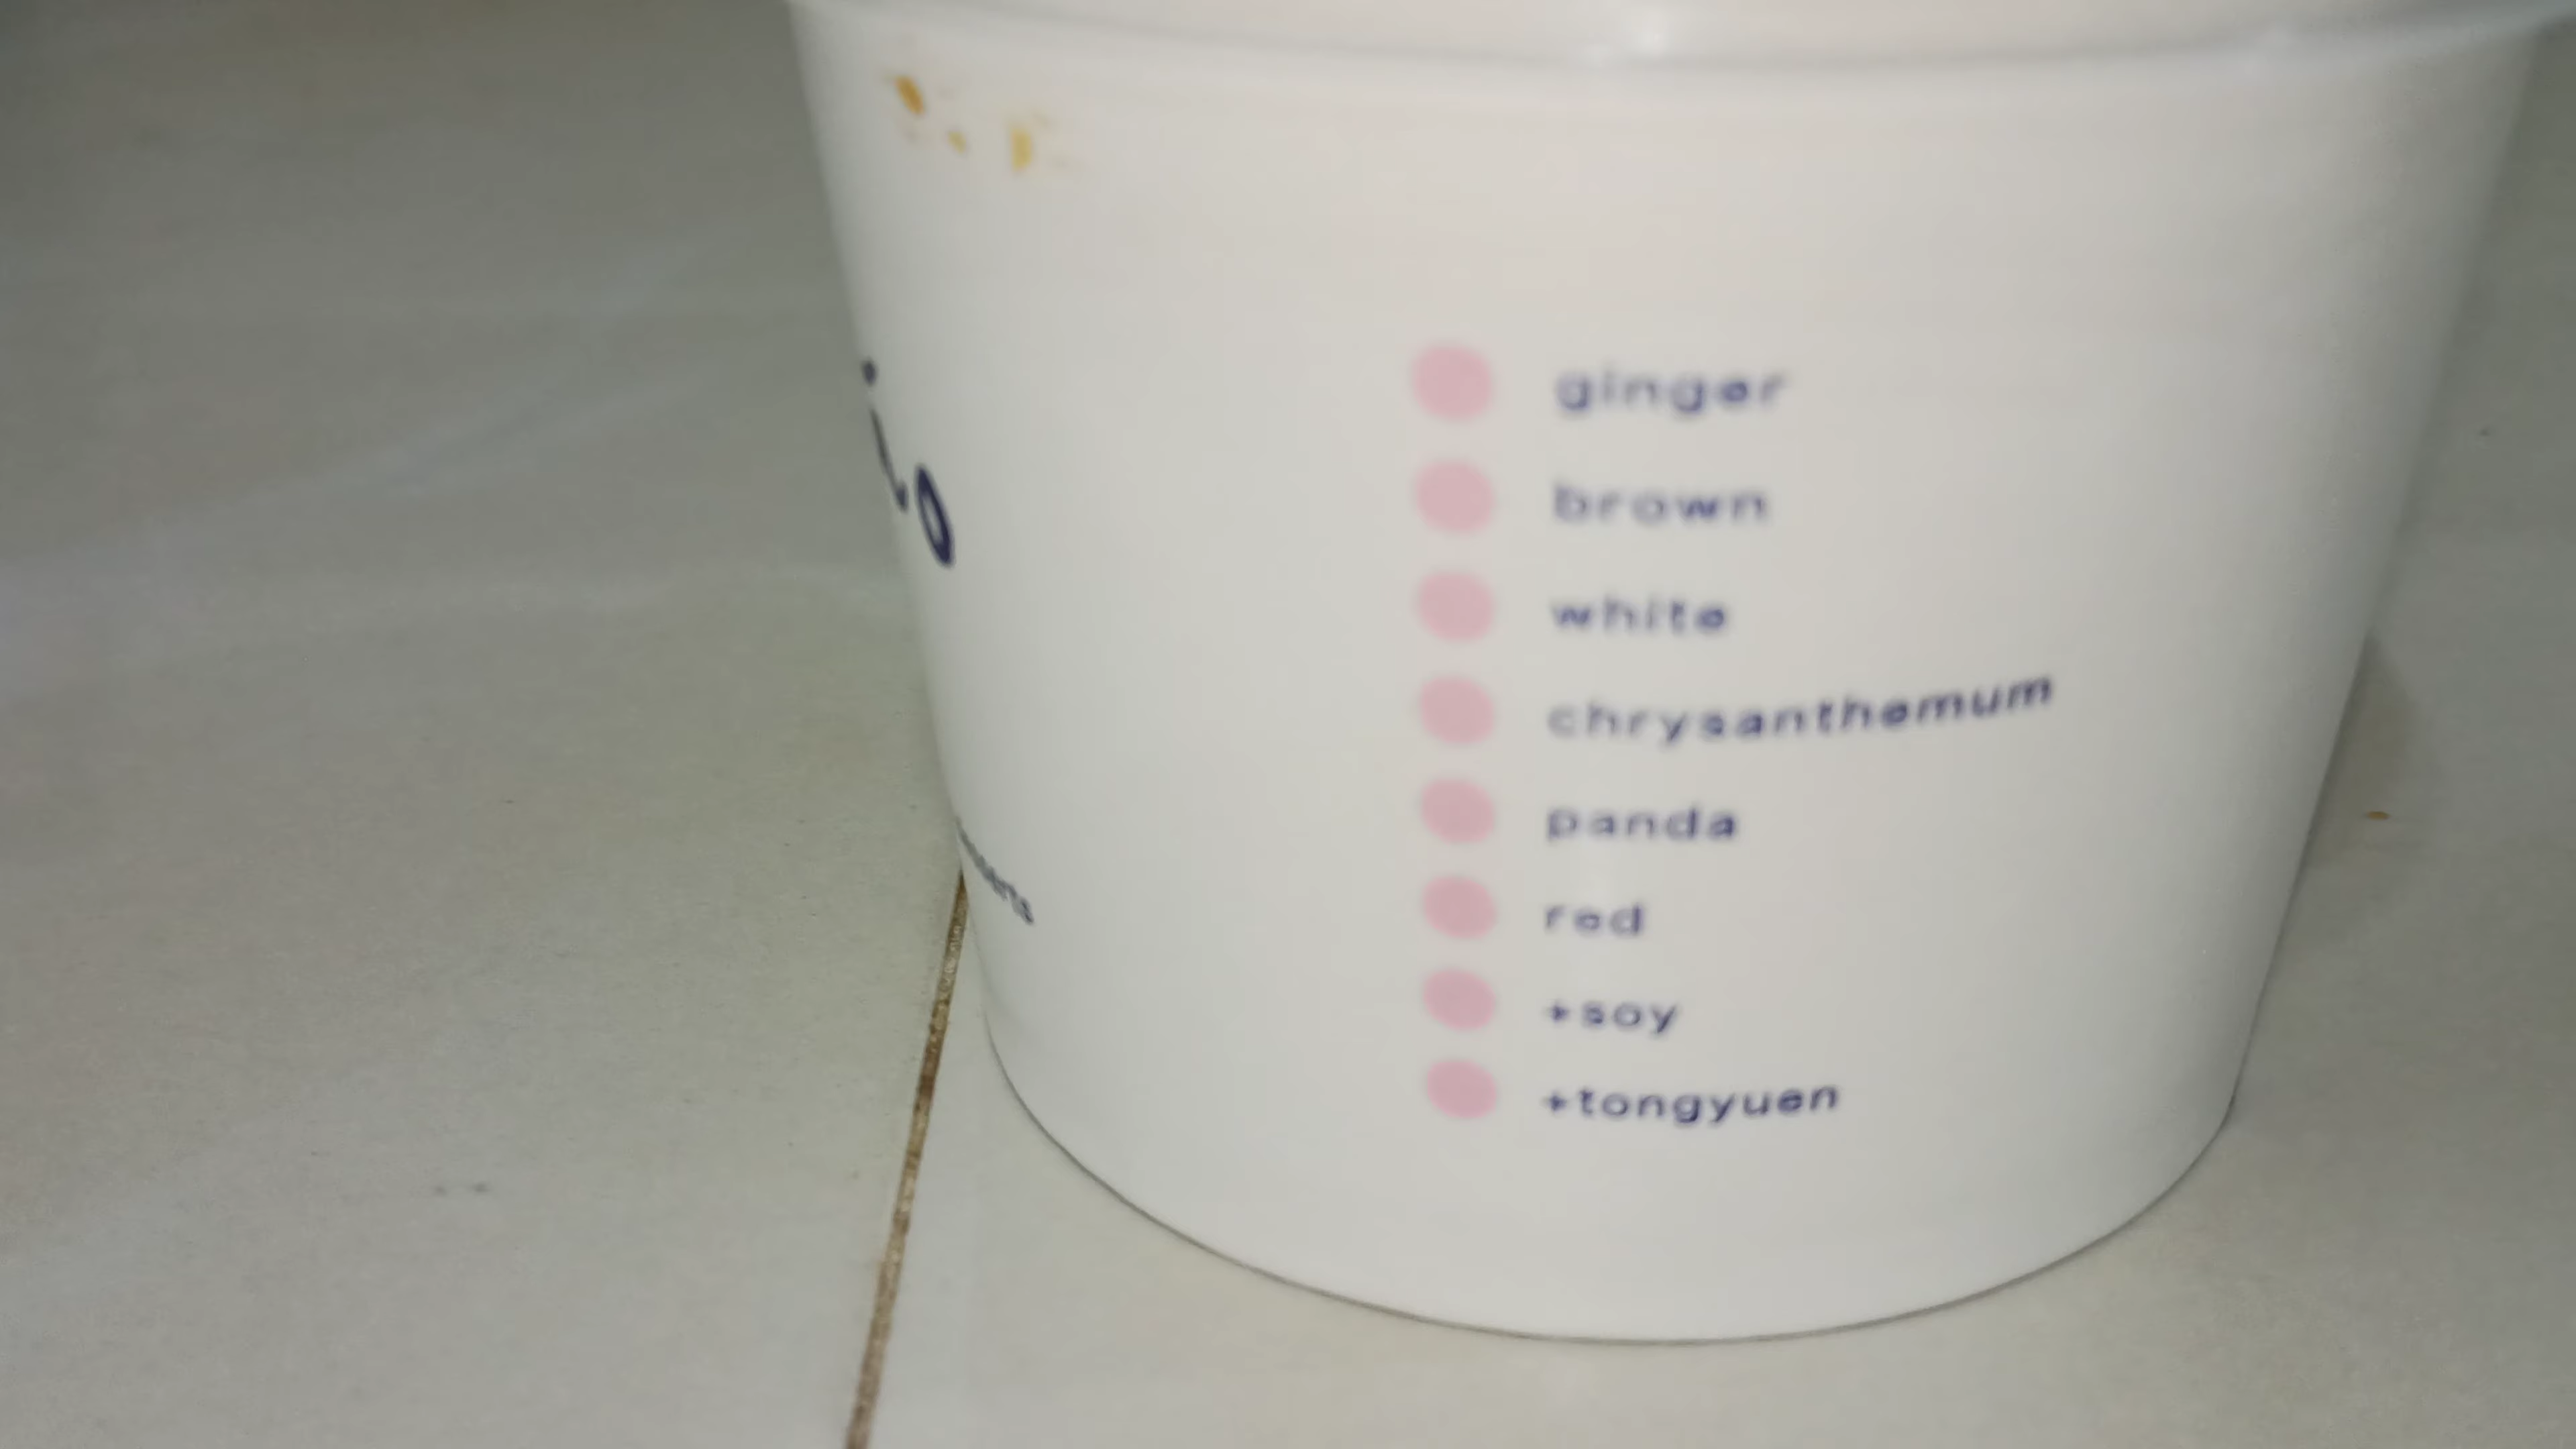 ginger
brown
white
chrysanthemum
panda
red
+soy
+tongyuen